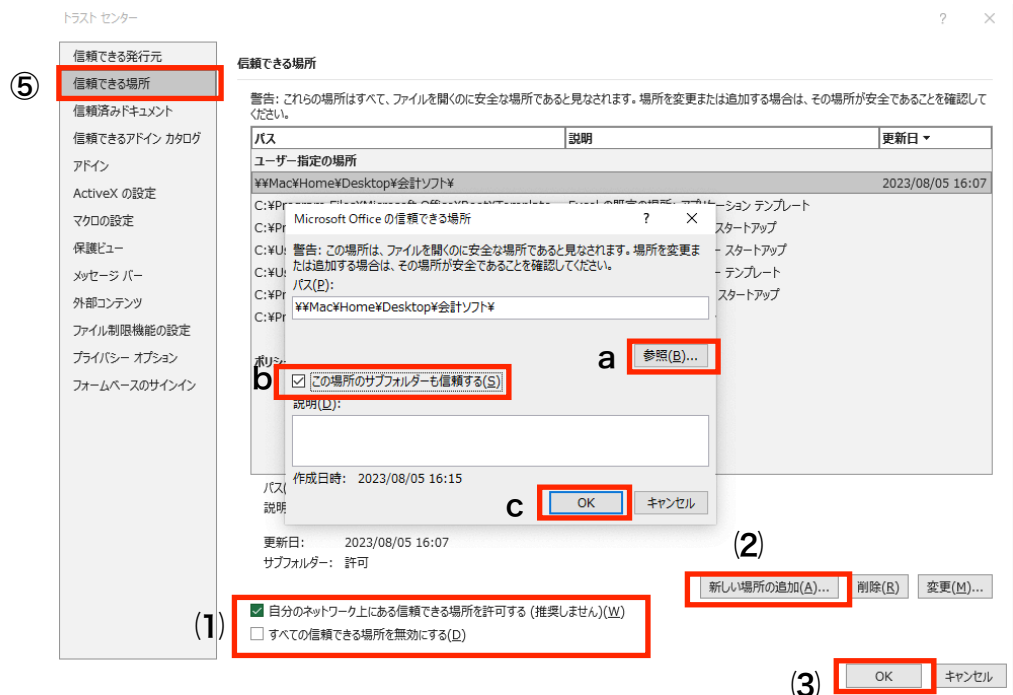 トラスト センター
? ×
⑤
信頼できる発行元
信頼できる場所
信頼済みドキュメント
信頼できるアドイン カタログ
アドイン
ActiveX の設定
マクロの設定
保護ビュー
メッセージ バー
外部コンテンツ
ファイル制限機能の設定
プライバシー オプション
フォームベースのサインイン
信頼できる場所
警告: これらの場所はすべて、ファイルを開くのに安全な場所であると見なされます。場所を変更または追加する場合は、その場所が安全であることを確認して
ください。
パス 説明 更新日
ユーザー指定の場所
¥¥Mac¥Home¥Desktop¥会計ソフト¥ 2023/08/05 16:07
テンプレート
スタートアップ
スタートアップ
テンプレート
スタートアップ
Microsoft Office の信頼できる場所 ? ×
警告: この場所は、ファイルを開くのに安全な場所であると見なされます。場所を変更ま
たは追加する場合は、その場所が安全であることを確認してください。
パス(P):
¥¥Mac¥Home¥Desktop¥会計ソフト¥
a 参照(B)...
b この場所のサブフォルダーも信頼する(S)
説明(D):
作成日時: 2023/08/05 16:15
c OK キャンセル
更新日: 2023/08/05 16:07
サブフォルダー: 許可
(2)
新しい場所の追加(A)... 削除(R) 変更(M)...
(1)
自分のネットワーク上にある信頼できる場所を許可する (推奨しません)(W)
すべての信頼できる場所を無効にする(D)
(3)
OK キャンセル